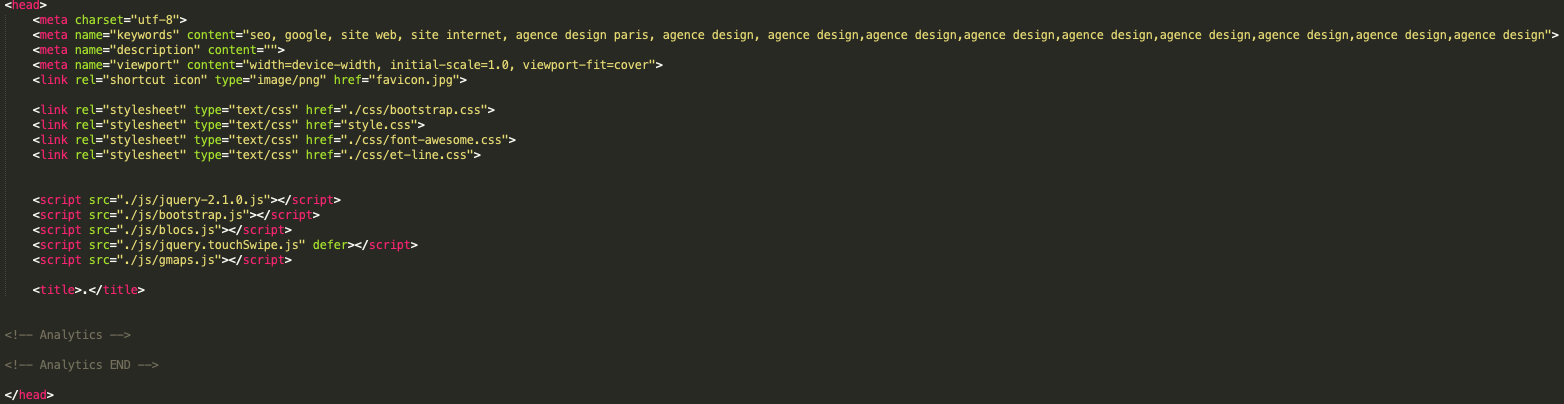 <head>
<meta charset="utf-8">
<meta name="keywords" content="seo, google, site web, site internet, agence design paris, agence design, agence design,agence design,agence design,agence design,agence design,agence design,agence design,agence design">
<meta name="description" content="">
<meta name="viewport" content="width=device-width, initial-scale=1.0, viewport-fit=cover">
<link rel="shortcut icon" type="image/png" href="favicon.jpg">
<link rel="stylesheet" type="text/css" href="./css/bootstrap.css">
<link rel="stylesheet" type="text/css" href="style.css">
<link rel="stylesheet" type="text/css" href="./css/font-awesome.css">
<link rel="stylesheet" type="text/css" href="./css/et-line.css">
<script src="./js/jquery-2.1.0.js"></script>
<script src="./js/bootstrap.js"></script>
<script src="./js/blocs.js"></script>
<script src="./js/jquery.touchSwipe.js" defer></script>
<script src="./js/gmaps.js"></script>
<title>.</title>
<!-- Analytics -->
<!-- Analytics END -->
</head>